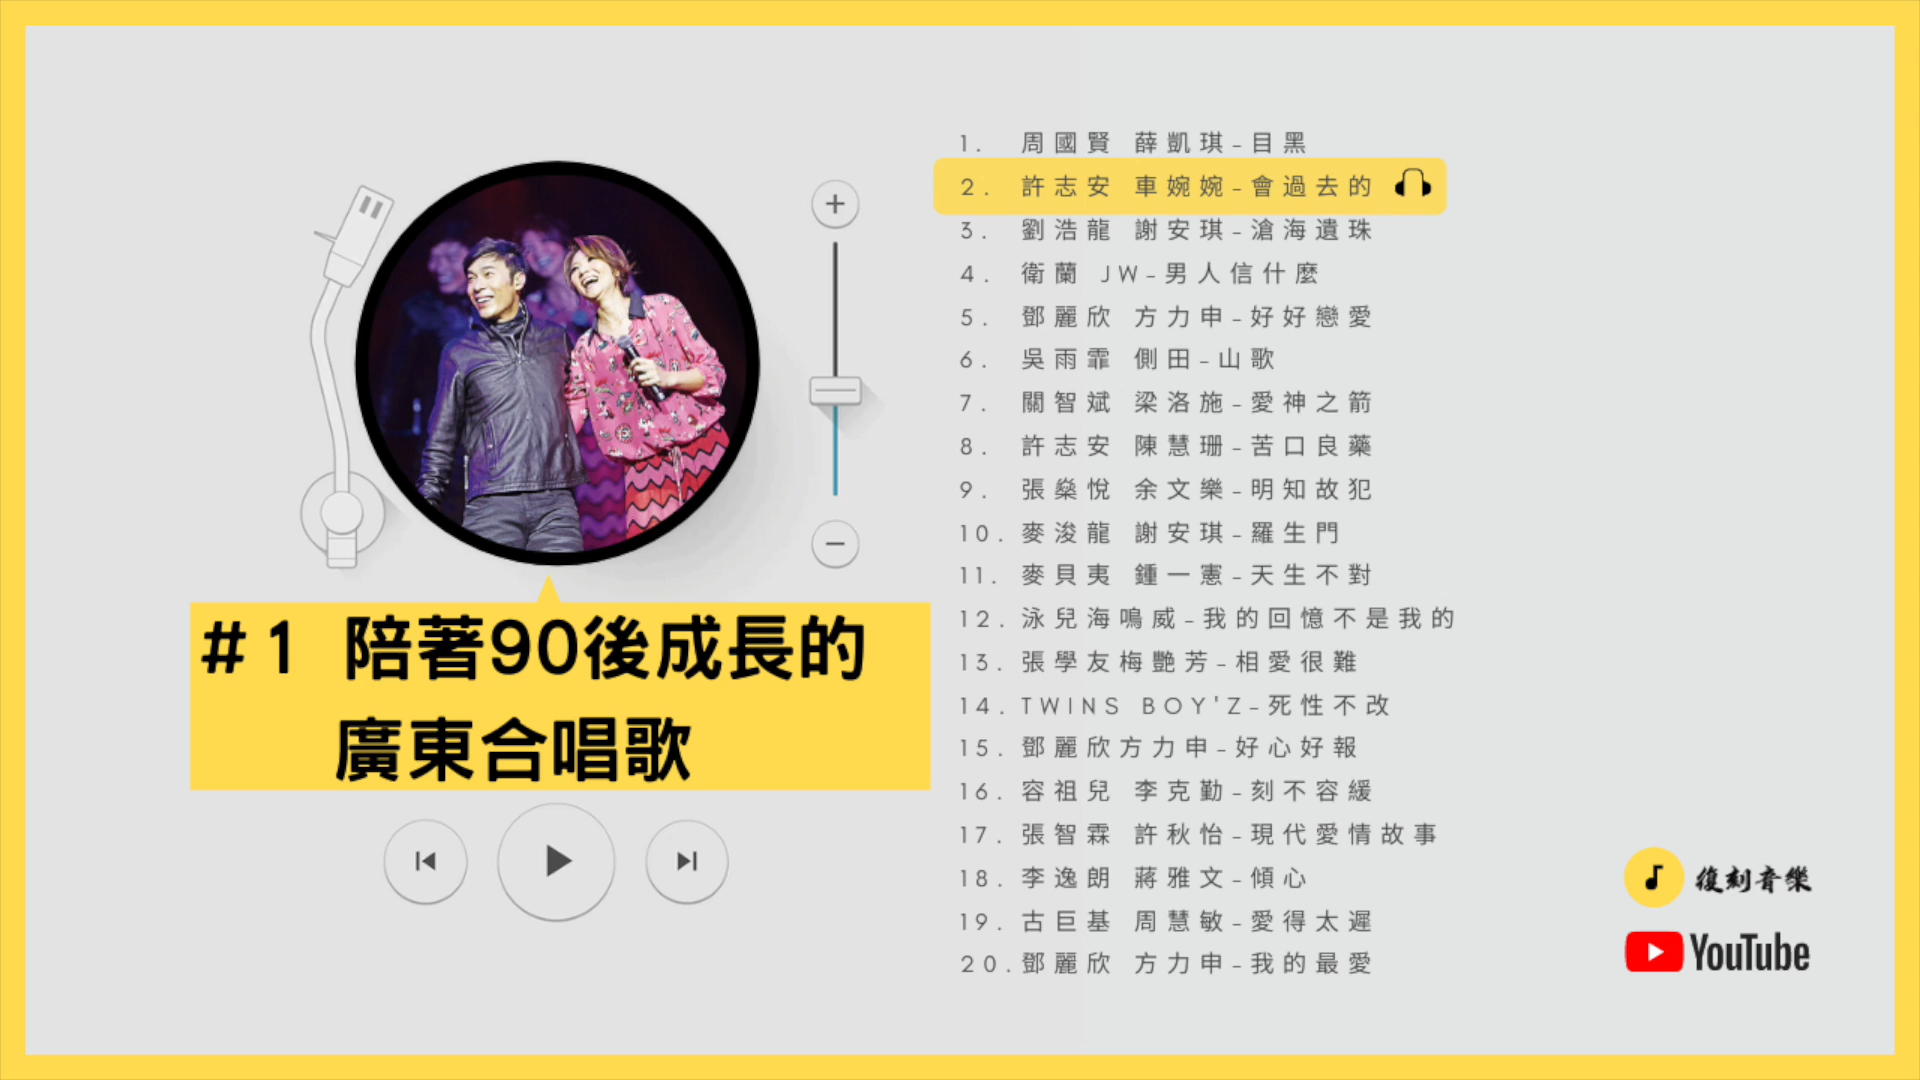 #1 陪著90後成長的
廣東合唱歌
1. 周國賢 薛凱琪-目黑
2. 許志安 車婉婉-會過去的
3. 劉浩龍 謝安琪-滄海遺珠
4. 衛蘭 JW-男人信什麼
5. 鄧麗欣 方力申-好好戀愛
6. 吳雨霏 側田-山歌
7. 關智斌 梁洛施-愛神之箭
8. 許志安 陳慧珊-苦口良藥
9. 張燊悅 余文樂-明知故犯
10. 麥浚龍 謝安琪-羅生門
11. 麥貝夷 鍾一憲-天生不對
12. 泳兒海鳴威-我的回憶不是我的
13. 張學友梅艷芳-相愛很難
14. TWINS BOY'Z-死性不改
15. 鄧麗欣方力申-好心好報
16. 容祖兒 李克勤-刻不容緩
17. 張智霖 許秋怡-現代愛情故事
18. 李逸朗 蔣雅文-傾心
19. 古巨基 周慧敏-愛得太遲
20. 鄧麗欣 方力申-我的最愛
復刻音樂
YouTube